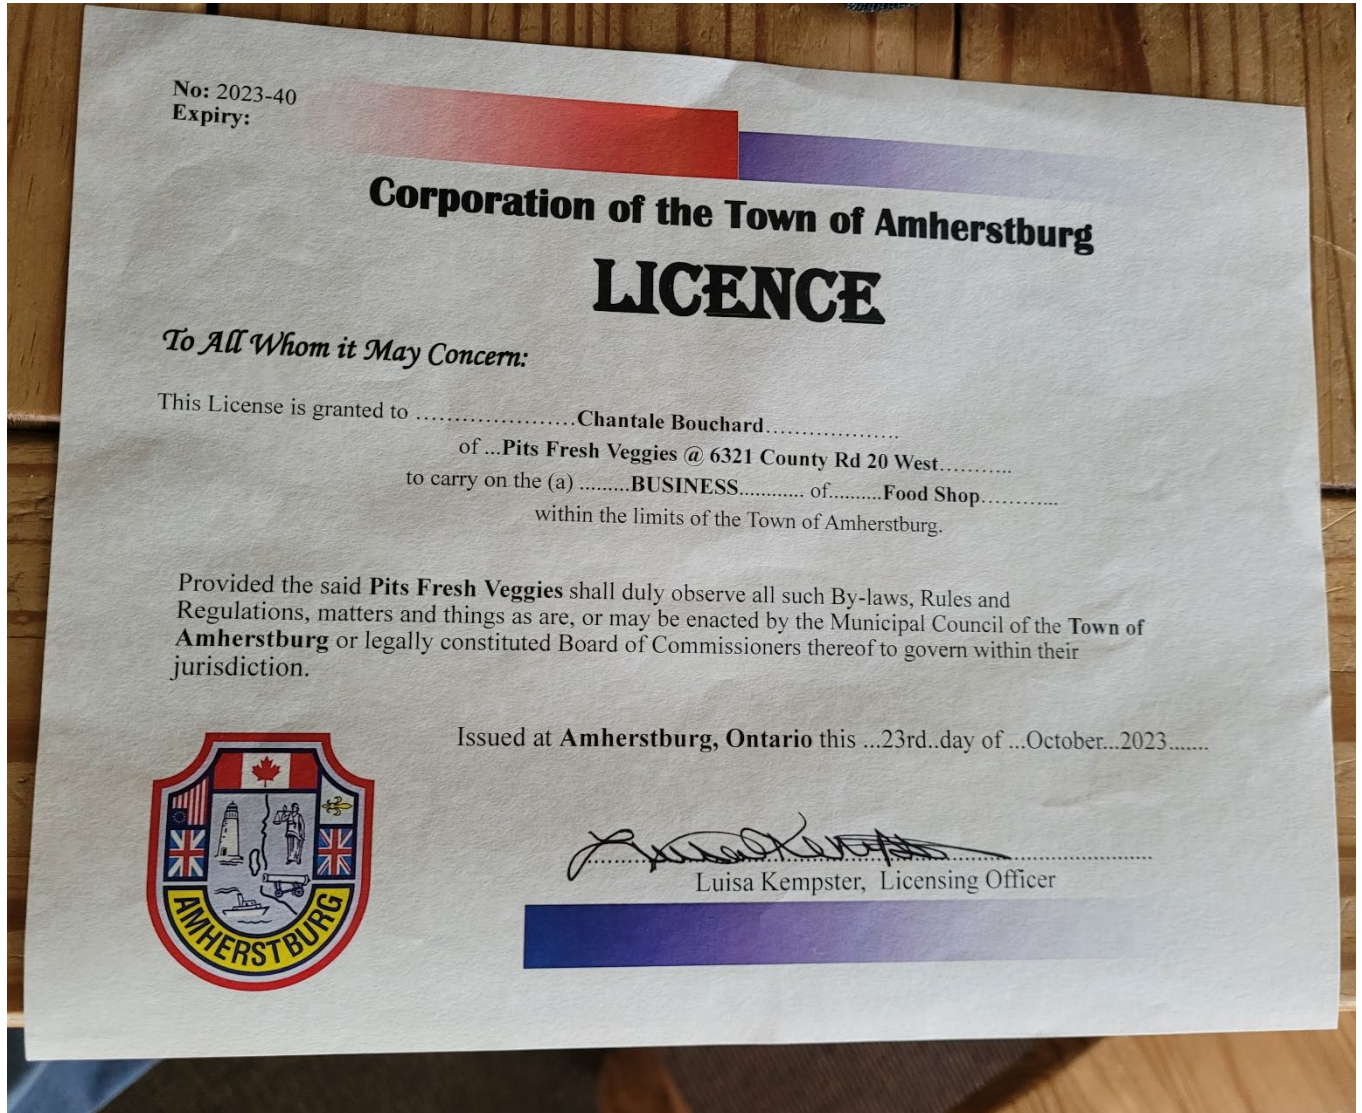 No: 2023-40
Expiry:
Corporation of the Town of Amherstburg
LICENCE
To All Whom it May Concern:
This License is granted to .....................Chantale Bouchard...................
of ...Pits Fresh Veggies @ 6321 County Rd 20 West...........
to carry on the (a) .........BUSINESS............ of..........Food Shop............
within the limits of the Town of Amherstburg.
Provided the said Pits Fresh Veggies shall duly observe all such By-laws, Rules and
Regulations, matters and things as are, or may be enacted by the Municipal Council of the Town of
Amherstburg or legally constituted Board of Commissioners thereof to govern within their
jurisdiction.
Issued at Amherstburg, Ontario this ...23rd..day of ...October...2023.......
Luisa Kempster
Luisa Kempster, Licensing Officer
AMHERSTBURG